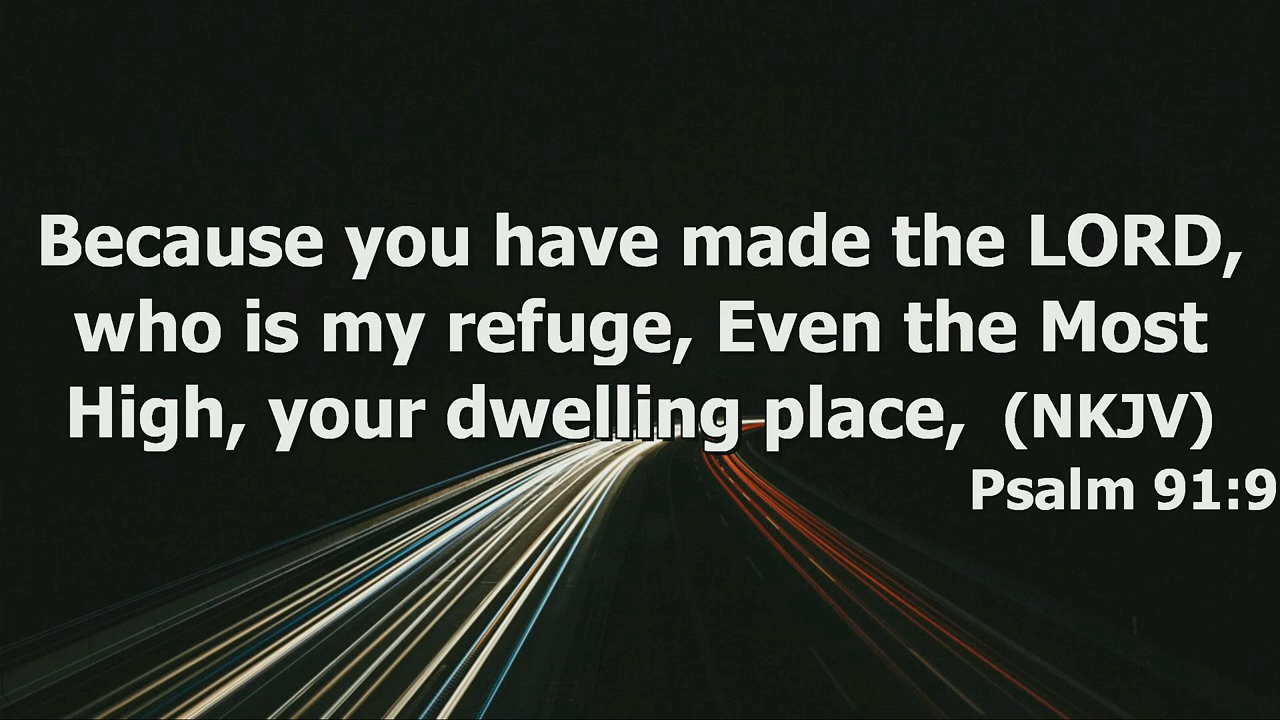 Because you have made the LORD,
who is my refuge, Even the Most
High, your dwelling place, (NKJV)
Psalm 91:9